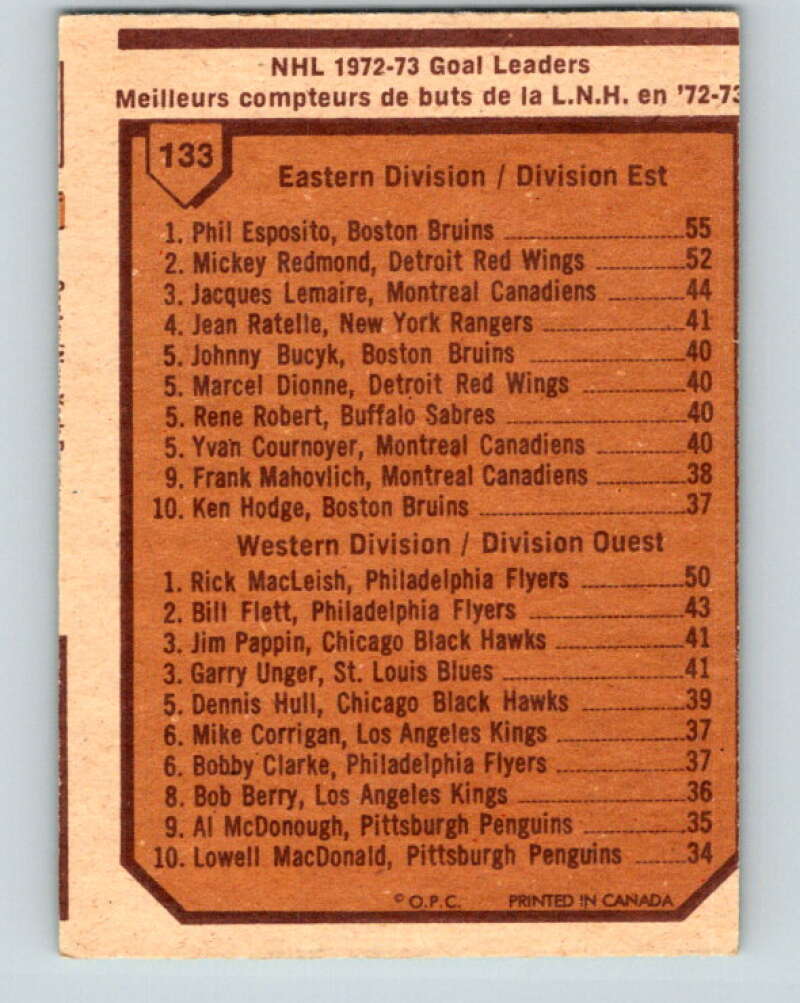 NHL 1972-73 Goal Leaders
Meilleurs compteurs de buts de la L.N.H. en '72-73
133
Eastern Division / Division Est
1. Phil Esposito, Boston Bruins 55
2. Mickey Redmond, Detroit Red Wings 52
3. Jacques Lemaire, Montreal Canadiens 44
4. Jean Ratelle, New York Rangers 41
5. Johnny Bucyk, Boston Bruins 40
5. Marcel Dionne, Detroit Red Wings 40
5. Rene Robert, Buffalo Sabres 40
5. Yvan Cournoyer, Montreal Canadiens 40
9. Frank Mahovlich, Montreal Canadiens 38
10. Ken Hodge, Boston Bruins 37
Western Division / Division Ouest
1. Rick MacLeish, Philadelphia Flyers 50
2. Bill Flett, Philadelphia Flyers 43
3. Jim Pappin, Chicago Black Hawks 41
3. Garry Unger, St. Louis Blues 41
5. Dennis Hull, Chicago Black Hawks 39
6. Mike Corrigan, Los Angeles Kings 37
6. Bobby Clarke, Philadelphia Flyers 37
8. Bob Berry, Los Angeles Kings 36
9. Al McDonough, Pittsburgh Penguins 35
10. Lowell MacDonald, Pittsburgh Penguins 34
© O.P.C. PRINTED IN CANADA